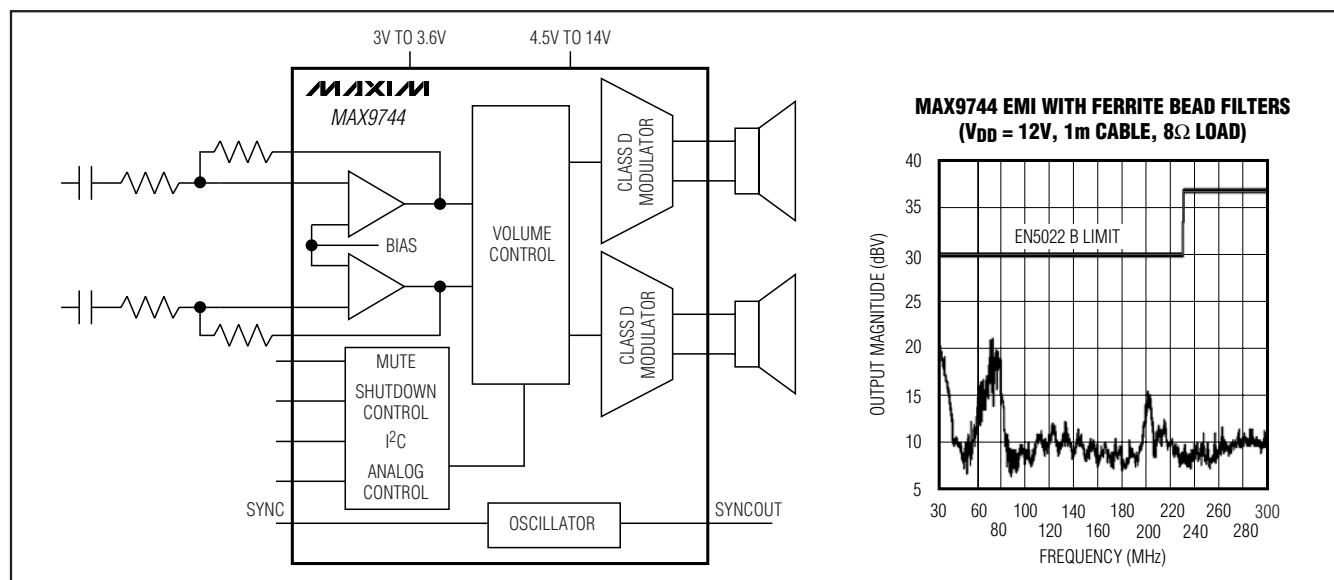 3V TO 3.6V
4.5V TO 14V
MAXIM
MAX9744
BIAS
VOLUME
CONTROL
CLASS D
MODULATOR
CLASS D
MODULATOR
MUTE
SHUTDOWN
CONTROL
I²C
ANALOG
CONTROL
SYNC
OSCILLATOR
SYNCOUT
MAX9744 EMI WITH FERRITE BEAD FILTERS
(VDD = 12V, 1m CABLE, 8Ω LOAD)
OUTPUT MAGNITUDE (dBV)
40
35
30
25
20
15
10
5
EN5022 B LIMIT
30 60 100 140 180 220 260 300
80 120 160 200 240 280
FREQUENCY (MHz)